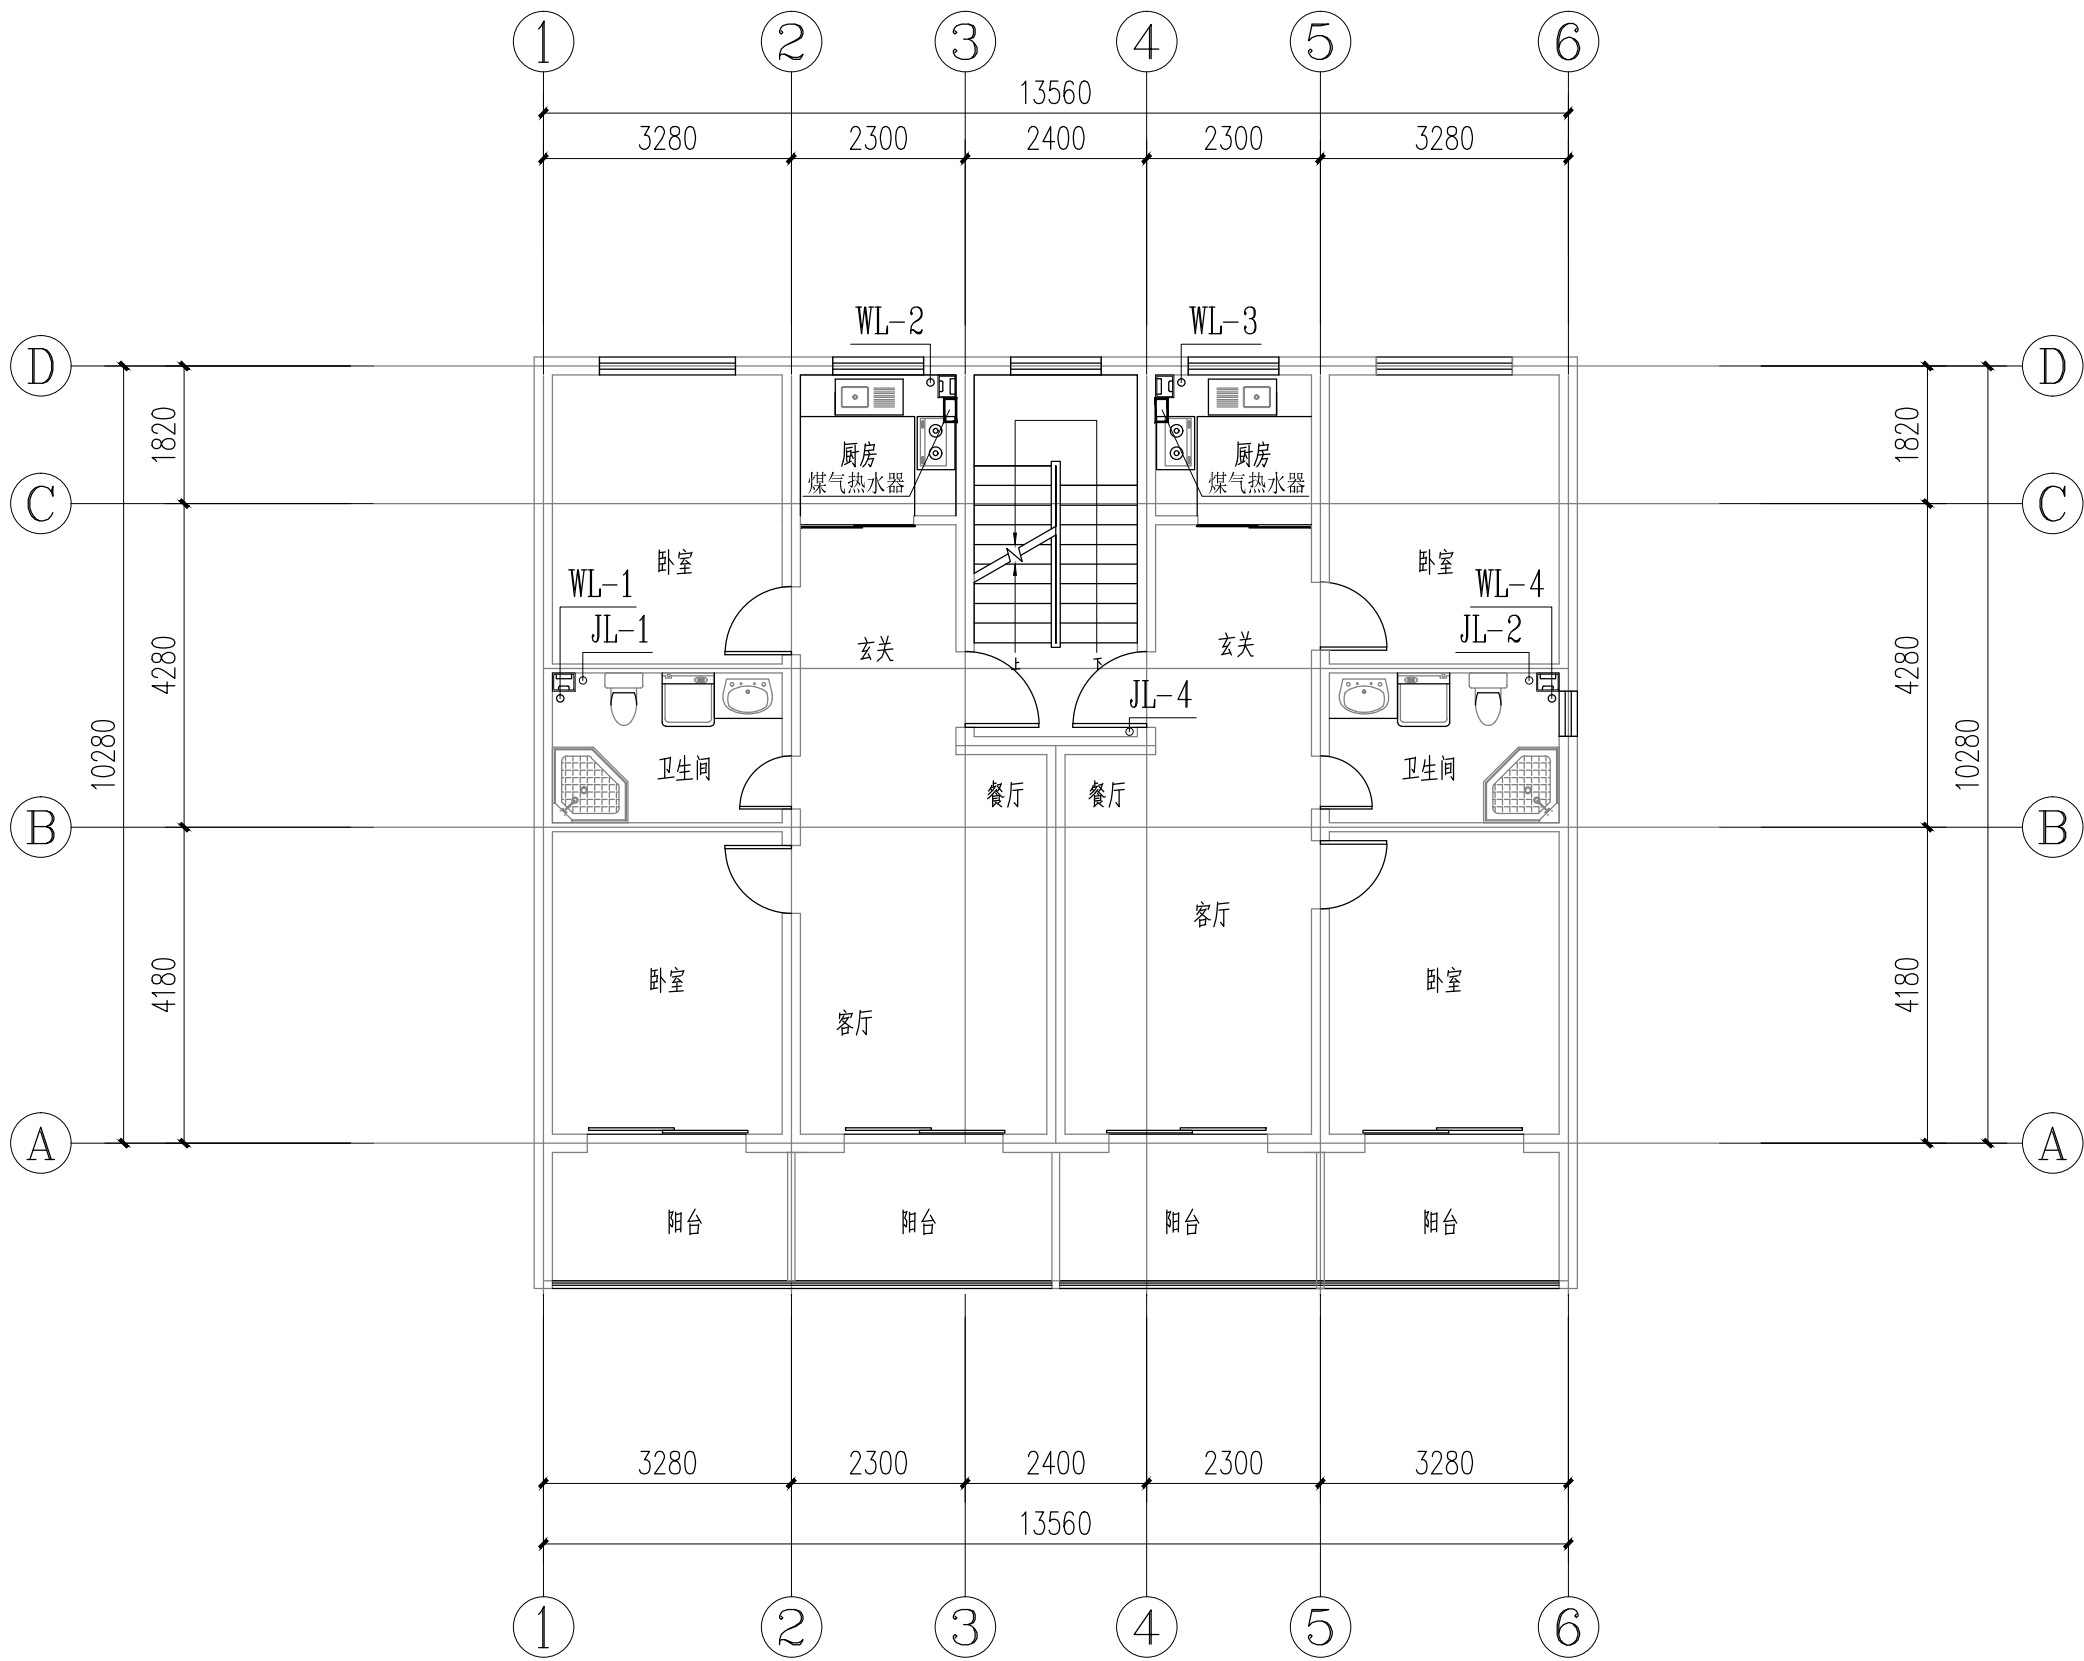 1 2 3 4 5 6
13560
3280 2300 2400 2300 3280
WL-2 WL-3
D D
1820 1820
厨房 厨房
煤气热水器 煤气热水器
C C
卧室 卧室
WL-1 WL-4
JL-1 JL-2
玄关 玄关
4280 4280
上 下
JL-4
10280 10280
卫生间 卫生间
餐厅 餐厅
B B
客厅
卧室 卧室
4180 4180
客厅
A A
阳台 阳台 阳台 阳台
3280 2300 2400 2300 3280
13560
1 2 3 4 5 6